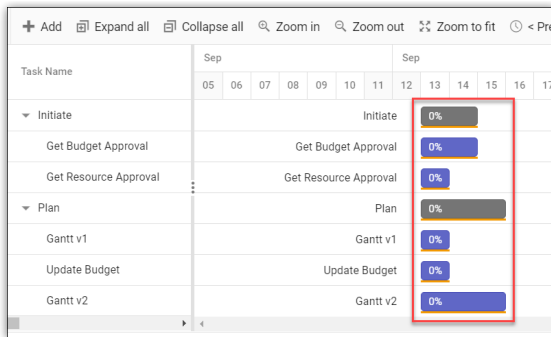 Add Expand all Collapse all Zoom in Zoom out Zoom to fit < Pre
Task Name
Sep Sep
05 06 07 08 09 10 11 12 13 14 15 16 17
Initiate Initiate 0%
Get Budget Approval Get Budget Approval 0%
Get Resource Approval Get Resource Approval 0%
Plan Plan 0%
Gantt v1 Gantt v1 0%
Update Budget Update Budget 0%
Gantt v2 Gantt v2 0%